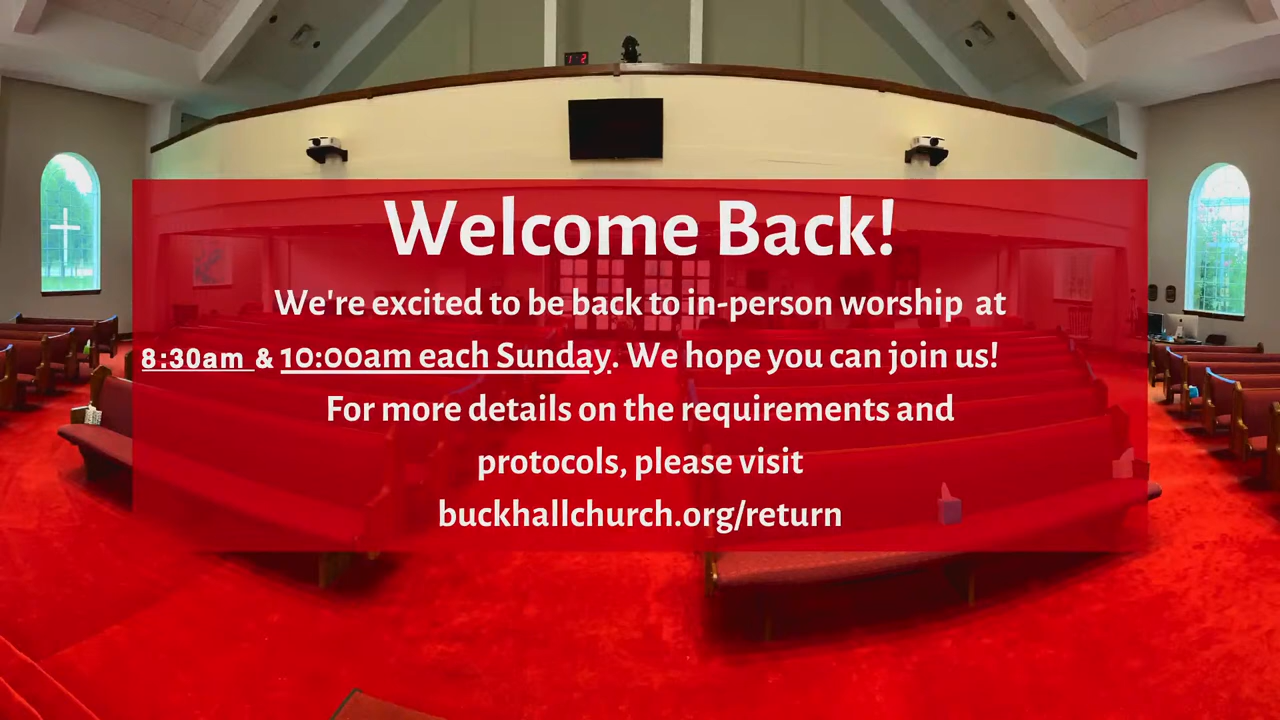 Welcome Back!
We're excited to be back to in-person worship at
8:30am & 10:00am each Sunday. We hope you can join us!
For more details on the requirements and
protocols, please visit
buckhallchurch.org/return